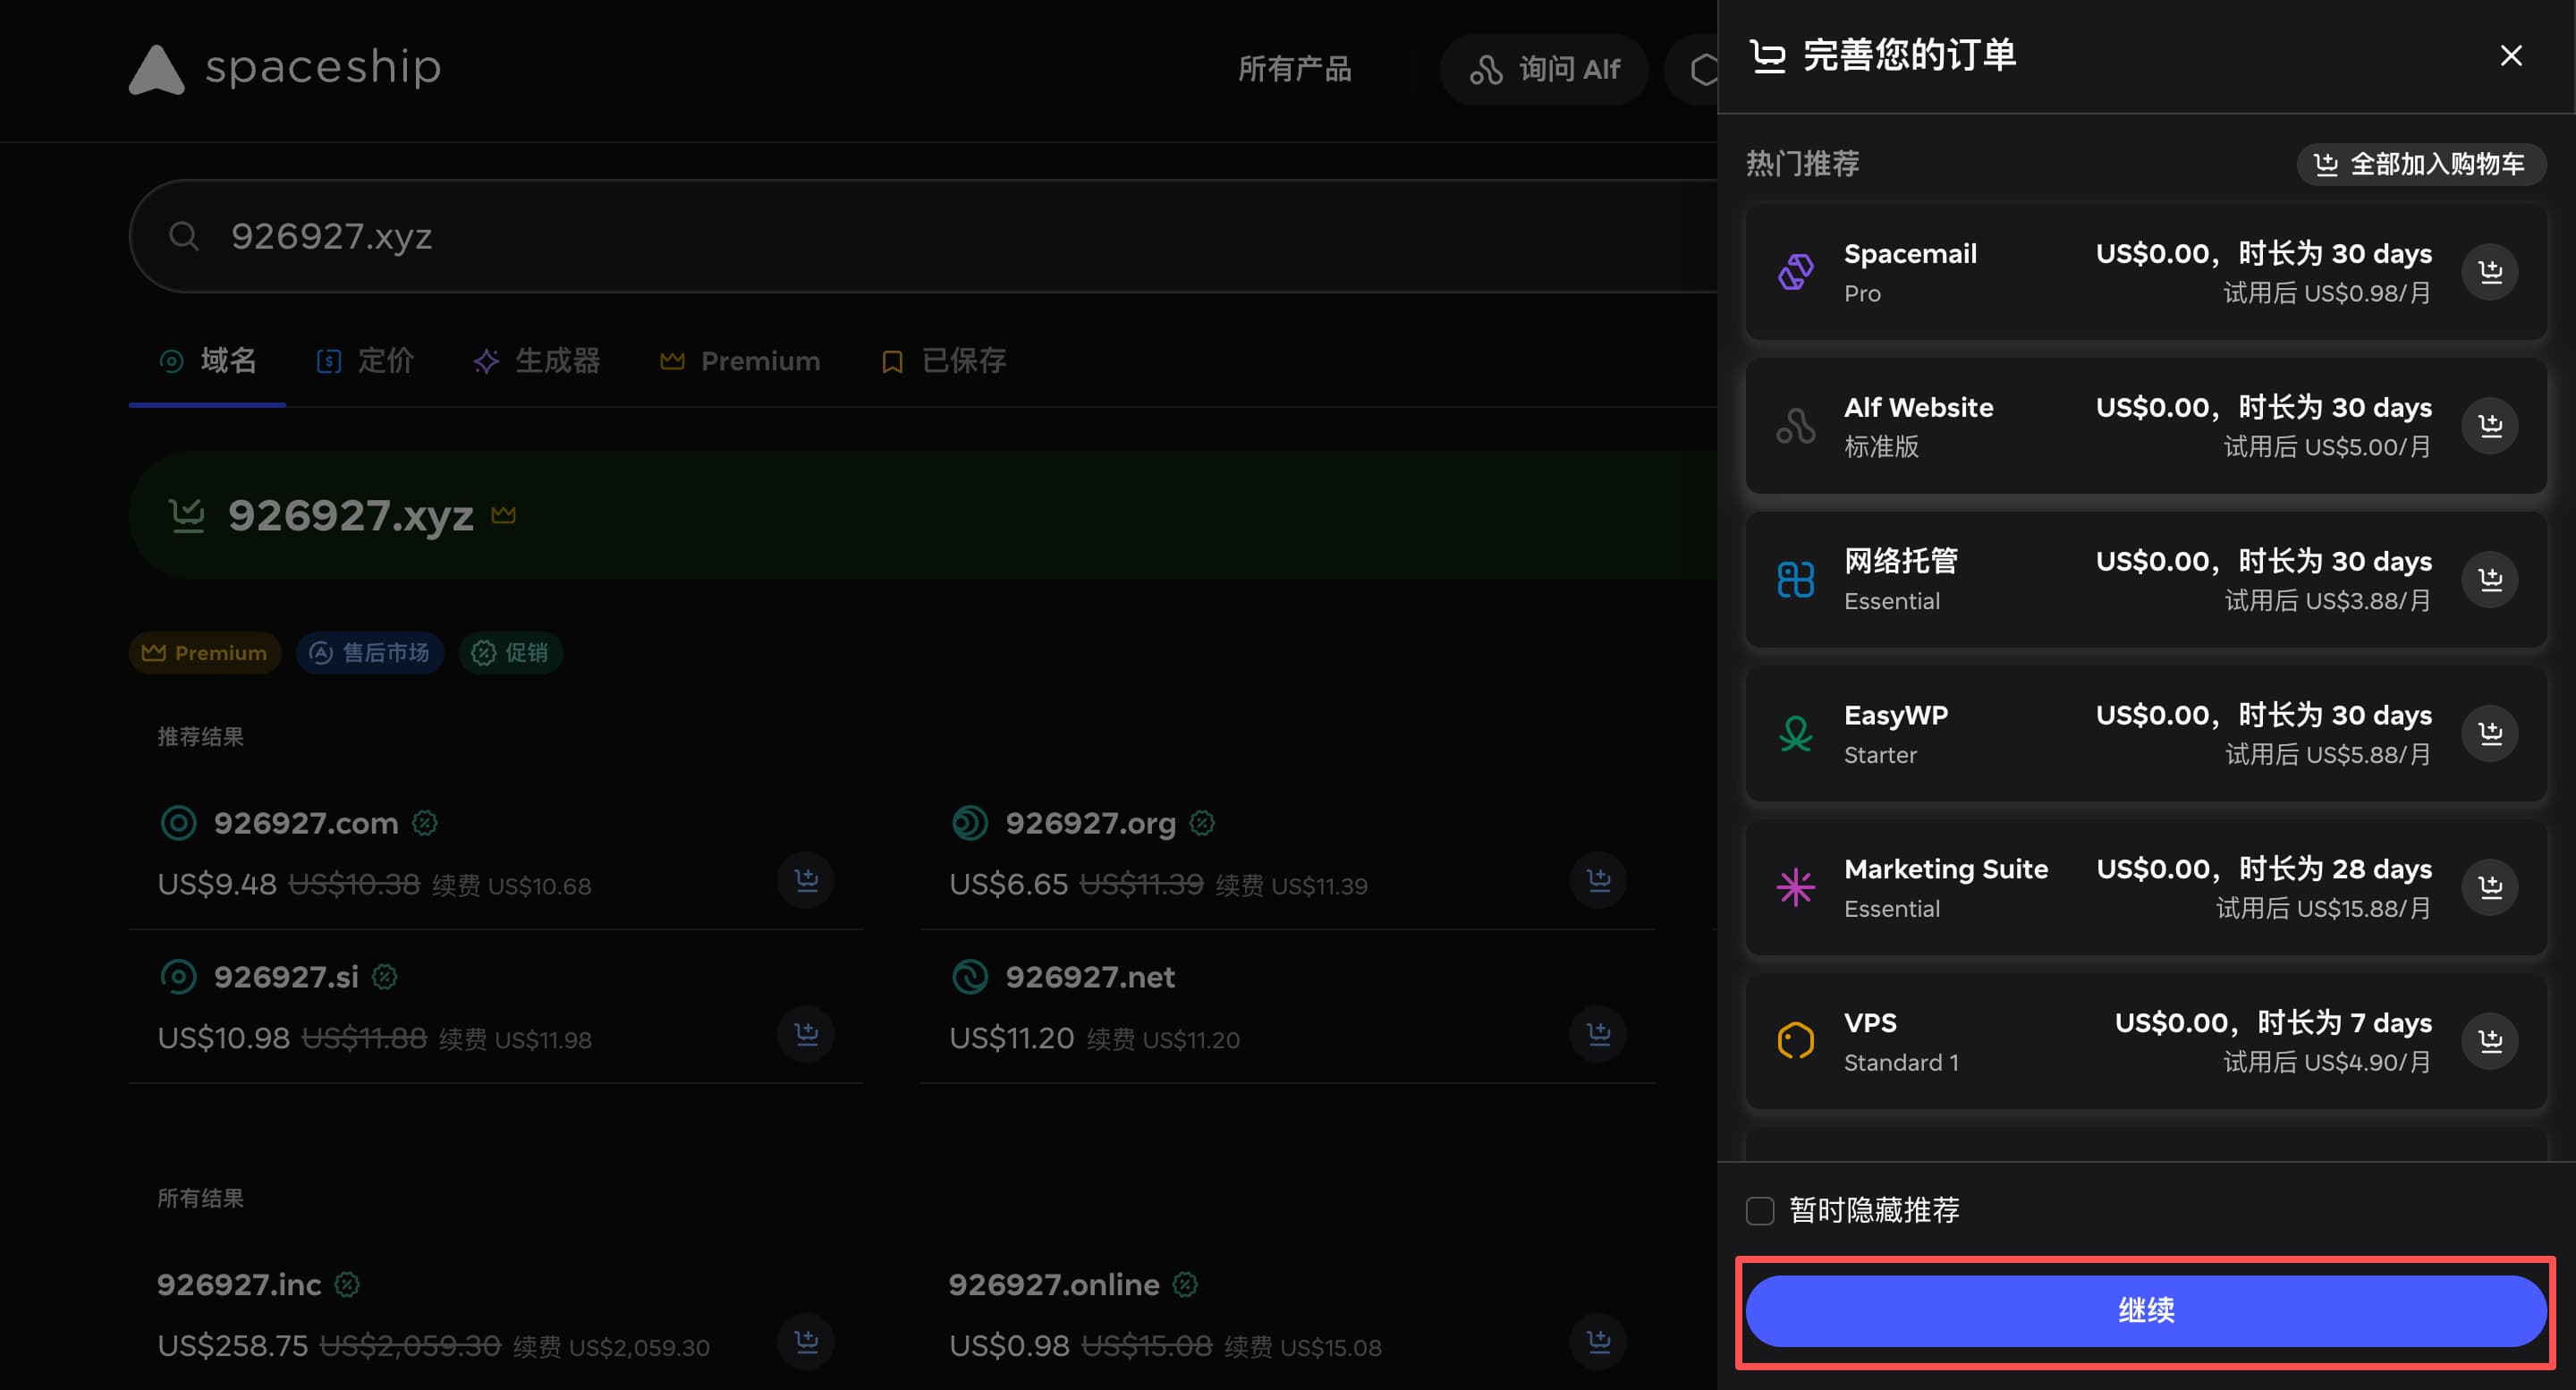 spaceship
所有产品
询问 Alf
926927.xyz
域名
定价
生成器
Premium
已保存
926927.xyz
Premium
售后市场
促销
推荐结果
926927.com
US$9.48 US$10.38 续费 US$10.68
926927.org
US$6.65 US$11.39 续费 US$11.39
926927.si
US$10.98 US$11.88 续费 US$11.98
926927.net
US$11.20 续费 US$11.20
所有结果
926927.inc
US$258.75 US$2,059.30 续费 US$2,059.30
926927.online
US$0.98 US$15.08 续费 US$15.08
完善您的订单
热门推荐
全部加入购物车
Spacemail
US$0.00，时长为 30 days
Pro
试用后 US$0.98/月
Alf Website
US$0.00，时长为 30 days
标准版
试用后 US$5.00/月
网络托管
US$0.00，时长为 30 days
Essential
试用后 US$3.88/月
EasyWP
US$0.00，时长为 30 days
Starter
试用后 US$5.88/月
Marketing Suite
US$0.00，时长为 28 days
Essential
试用后 US$15.88/月
VPS
US$0.00，时长为 7 days
Standard 1
试用后 US$4.90/月
暂时隐藏推荐
继续